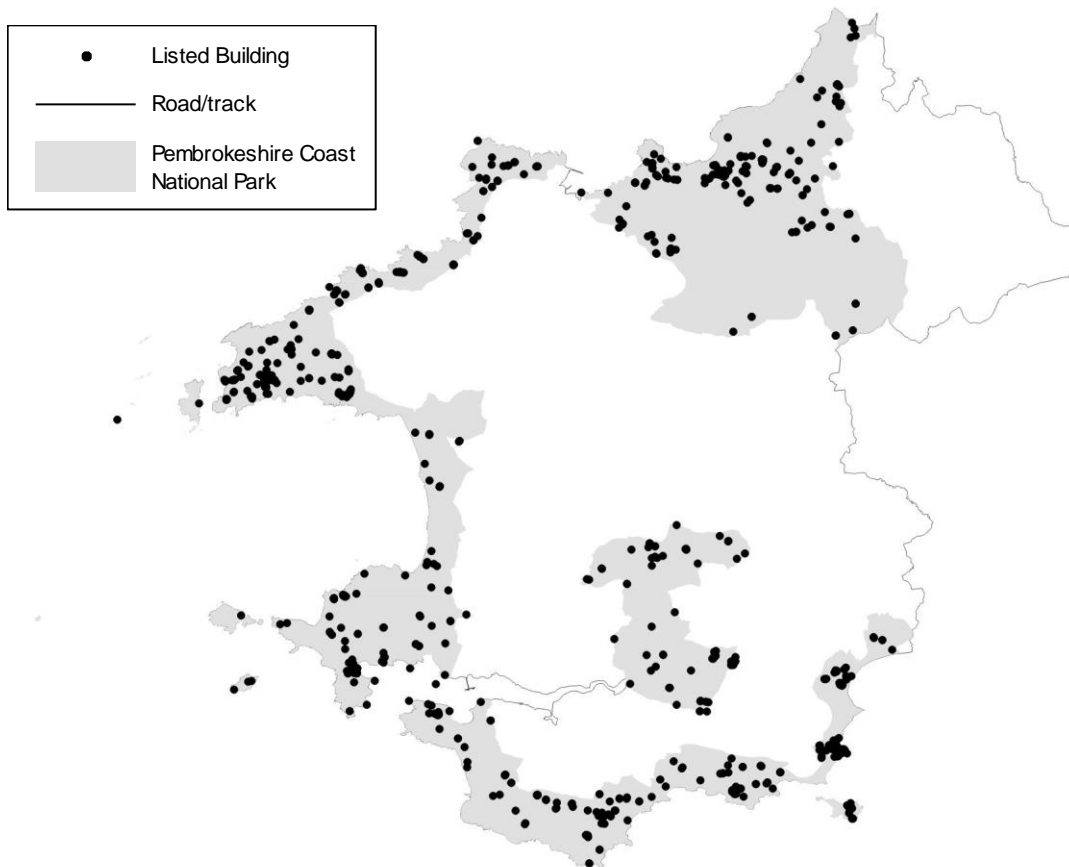 Listed Building
Road/track
Pembrokeshire Coast
National Park